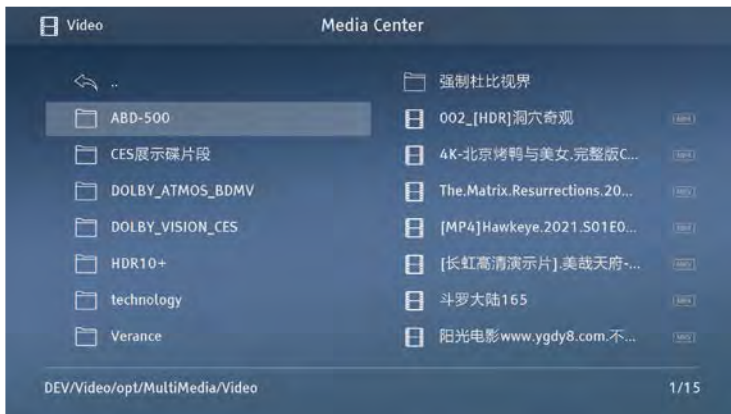 Video
Media Center
..
ABD-500
CES展示碟片段
DOLBY_ATMOS_BDMV
DOLBY_VISION_CES
HDR10+
technology
Verance
强制杜比视界
002_[HDR]洞穴奇观
4K-北京烤鸭与美女.完整版C...
The.Matrix.Resurrections.20...
[MP4]Hawkeye.2021.S01E0...
[长虹高清演示片].美哉天府-...
斗罗大陆165
阳光电影www.ygdy8.com.不...
DEV/Video/opt/MultiMedia/Video
1/15